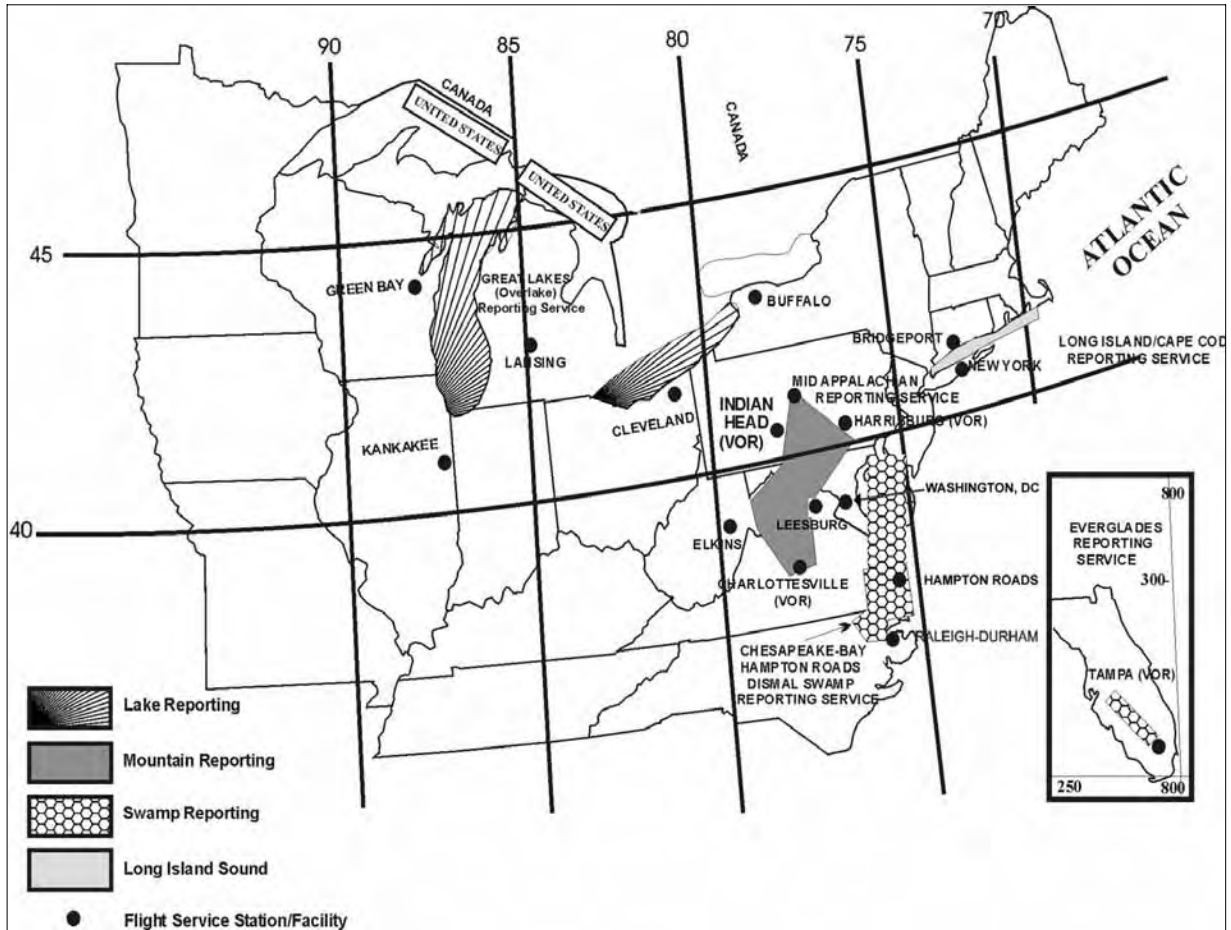 90
85
80
75
70
CANADA
UNITED STATES
UNITED STATES
CANADA
ATLANTIC
OCEAN
45
GREEN BAY
GREAT LAKES
(Overlake)
Reporting Service
LANSING
BUFFALO
BRIDGEPORT
LONG ISLAND/CAPE COD
REPORTING SERVICE
NEW YORK
MID APPALACHIAN
REPORTING SERVICE
INDIAN
HEAD
(VOR)
HARRISBURG (VOR)
CLEVELAND
KANKAKEE
40
WASHINGTON, DC
LEESBURG
ELKINS
CHARLOTTESVILLE
(VOR)
HAMPTON ROADS
RALEIGH-DURHAM
CHESAPEAKE-BAY
HAMPTON ROADS
DISMAL SWAMP
REPORTING SERVICE
800
EVERGLADES
REPORTING
SERVICE
300
TAMPA (VOR)
250
800
Lake Reporting
Mountain Reporting
Swamp Reporting
Long Island Sound
Flight Service Station/Facility